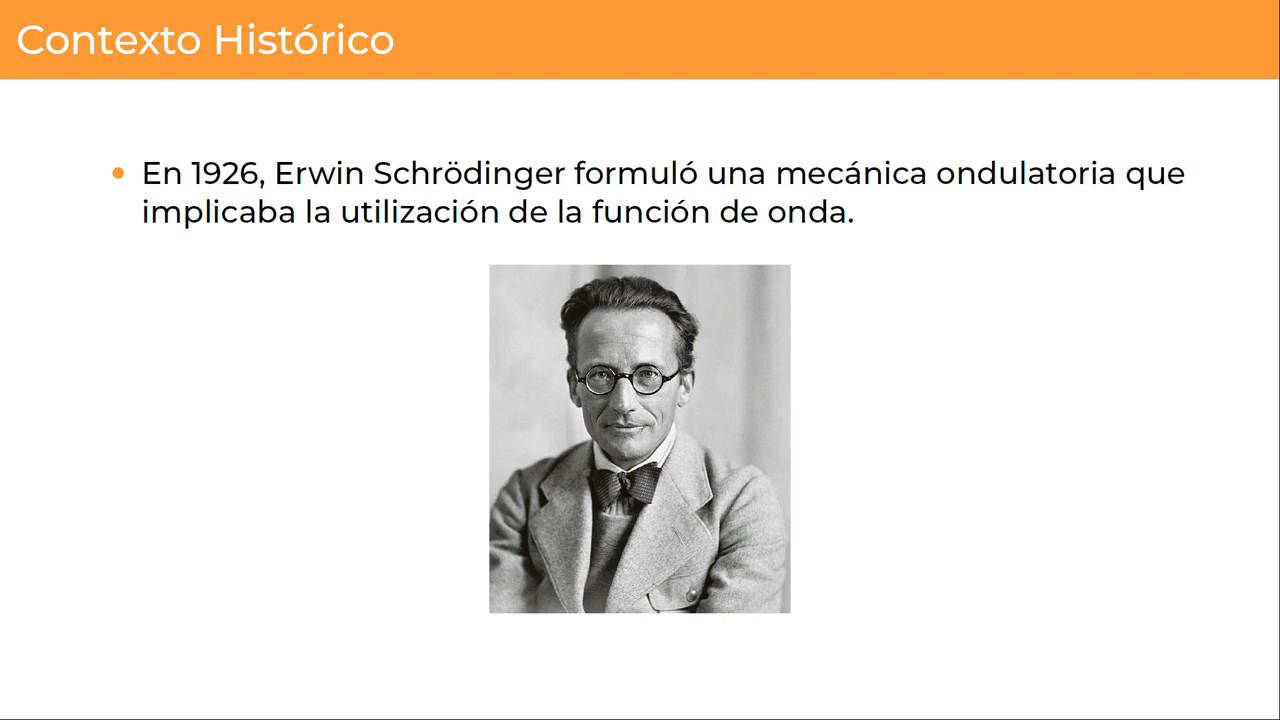 Contexto Histórico
• En 1926, Erwin Schrödinger formuló una mecánica ondulatoria que
implicaba la utilización de la función de onda.